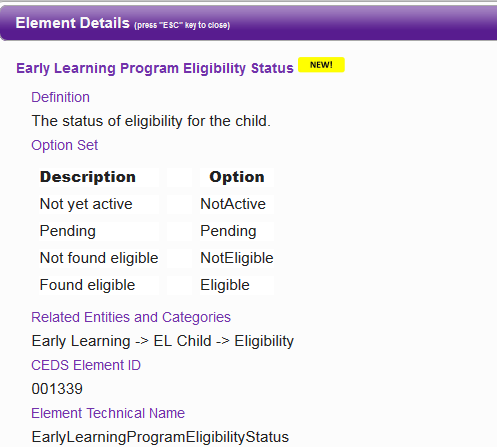 Element Details (press "ESC" key to close)
Early Learning Program Eligibility Status NEW!
Definition
The status of eligibility for the child.
Option Set
Description Option
Not yet active NotActive
Pending Pending
Not found eligible NotEligible
Found eligible Eligible
Related Entities and Categories
Early Learning -> EL Child -> Eligibility
CEDS Element ID
001339
Element Technical Name
EarlyLearningProgramEligibilityStatus